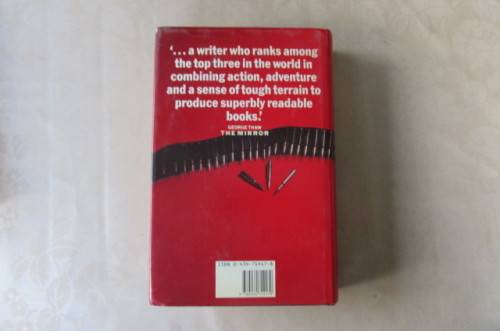 ‘... a writer who ranks among
the top three in the world in
combining action, adventure
and a sense of tough terrain to
produce superbly readable
books.’
GEORGE THAW
THE MIRROR